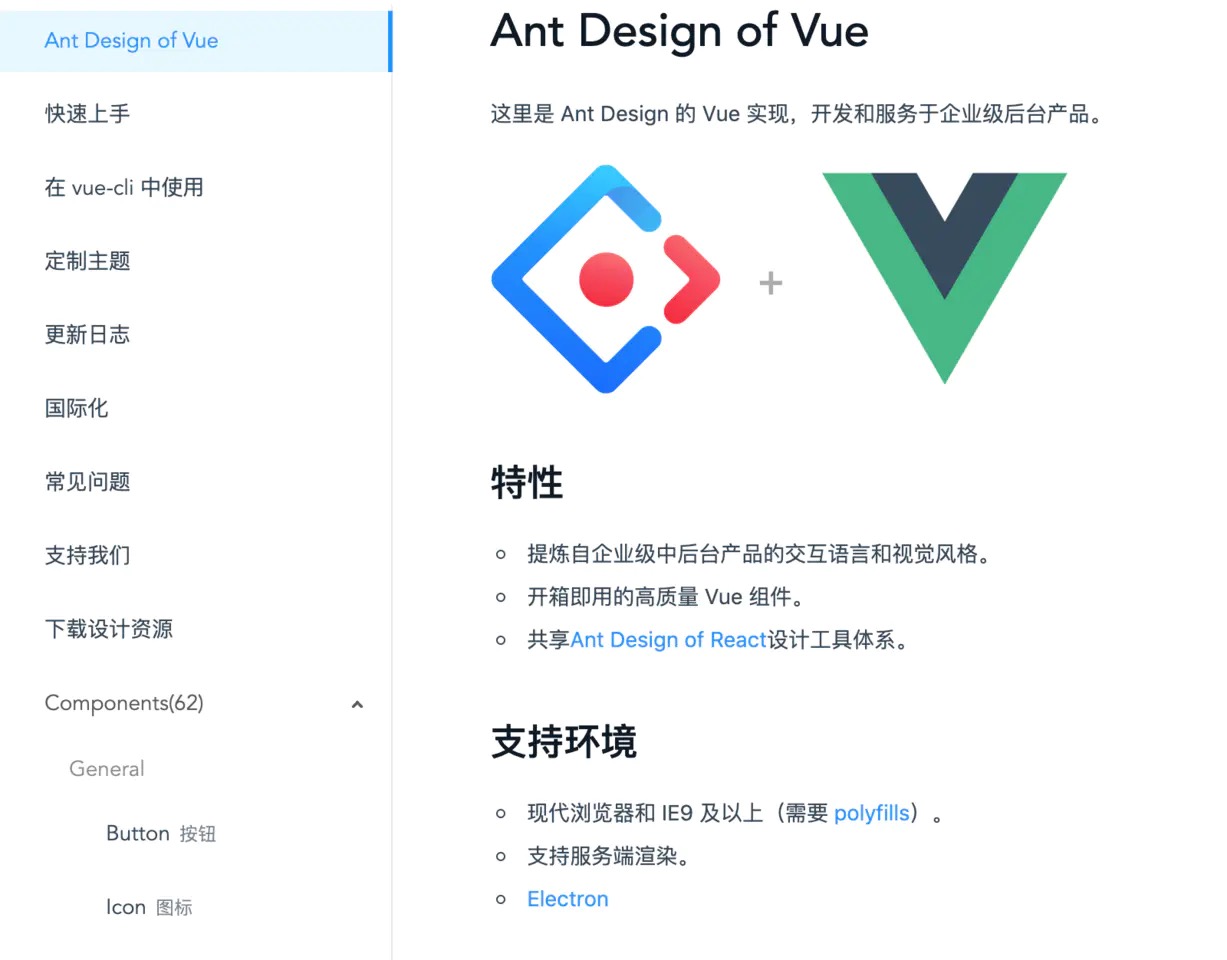 Ant Design of Vue
快速上手
在 vue-cli 中使用
定制主题
更新日志
国际化
常见问题
支持我们
下载设计资源
Components(62)
General
Button 按钮
Icon 图标
Ant Design of Vue
这里是 Ant Design 的 Vue 实现，开发和服务于企业级后台产品。
+
特性
提炼自企业级中后台产品的交互语言和视觉风格。
开箱即用的高质量 Vue 组件。
共享Ant Design of React设计工具体系。
支持环境
现代浏览器和 IE9 及以上（需要 polyfills）。
支持服务端渲染。
Electron